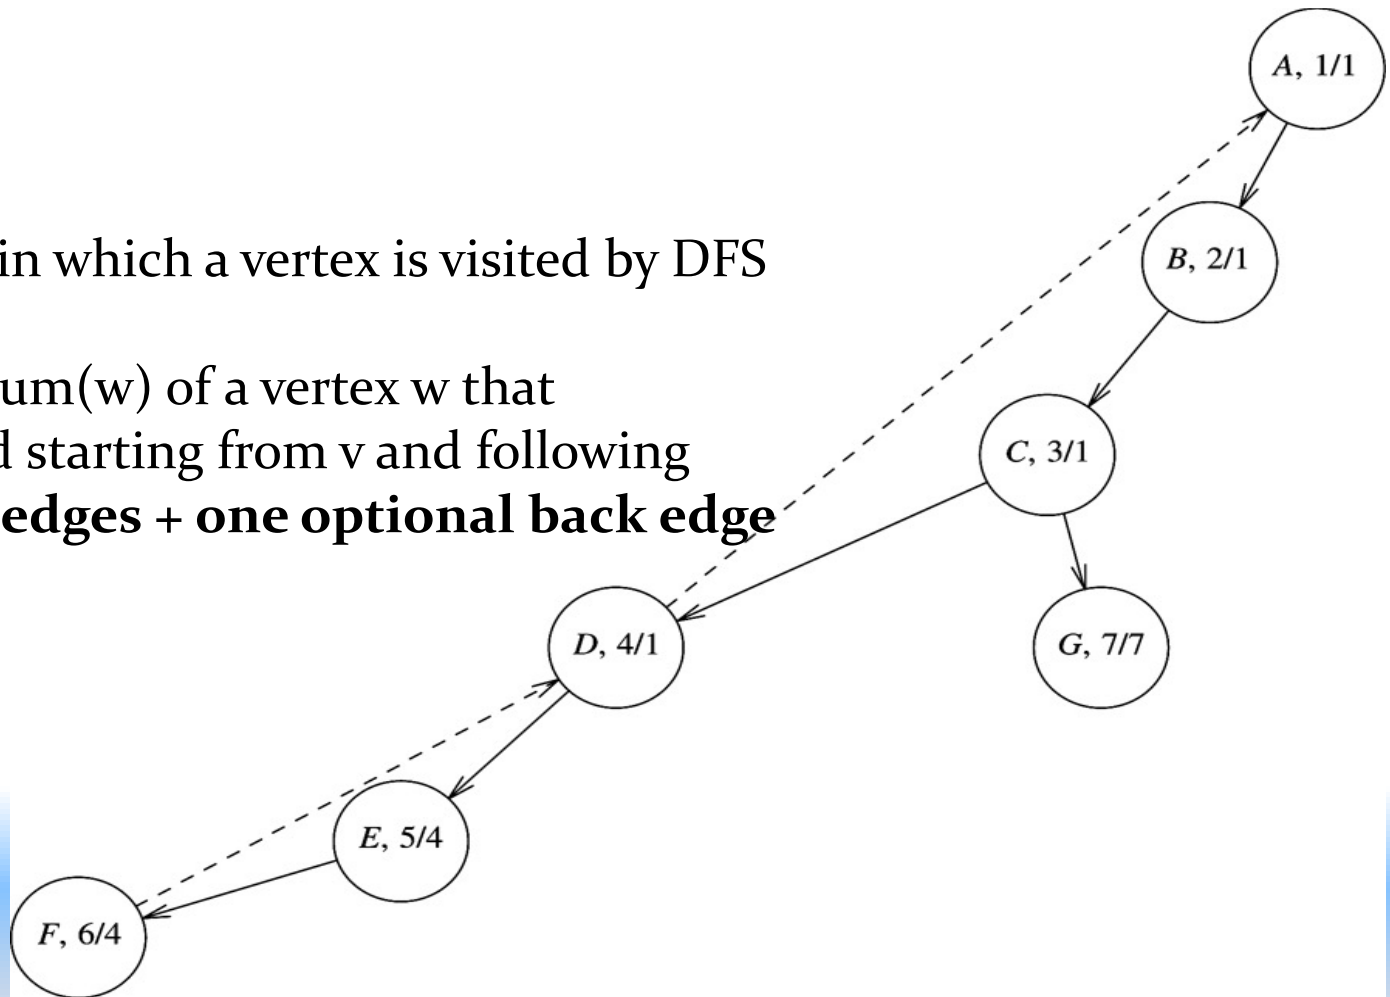 A, 1/1
in which a vertex is visited by DFS
B, 2/1
um(w) of a vertex w that
starting from v and following
C, 3/1
edges + one optional back edge
D, 4/1
G, 7/7
E, 5/4
F, 6/4